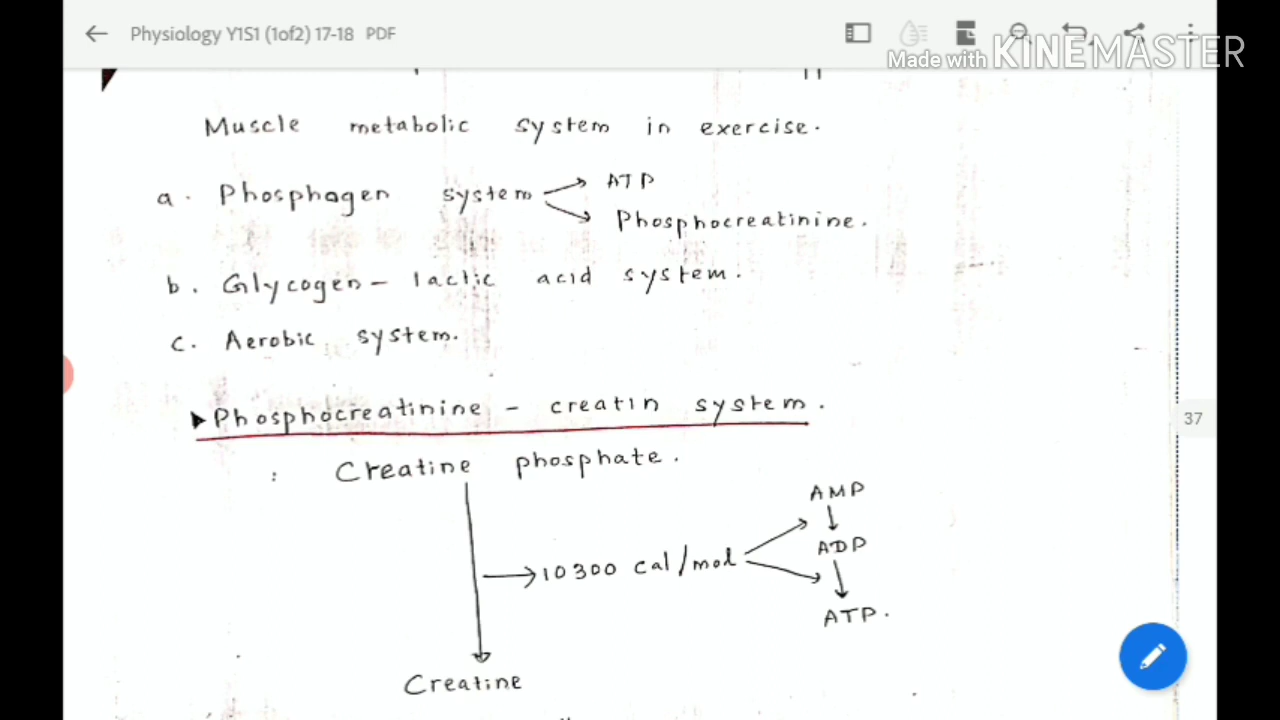 Physiology Y1S1 (1of2) 17-18 PDF
Made with KINEMASTER
Muscle metabolic system in exercise.
a. Phosphagen system
ATP
Phosphocreatinine.
b. Glycogen - lactic acid system.
c. Aerobic system.
Phosphocreatinine - creatin system.
37
: Creatine phosphate.
AMP
ADP
10300 cal/mol
ATP.
Creatine